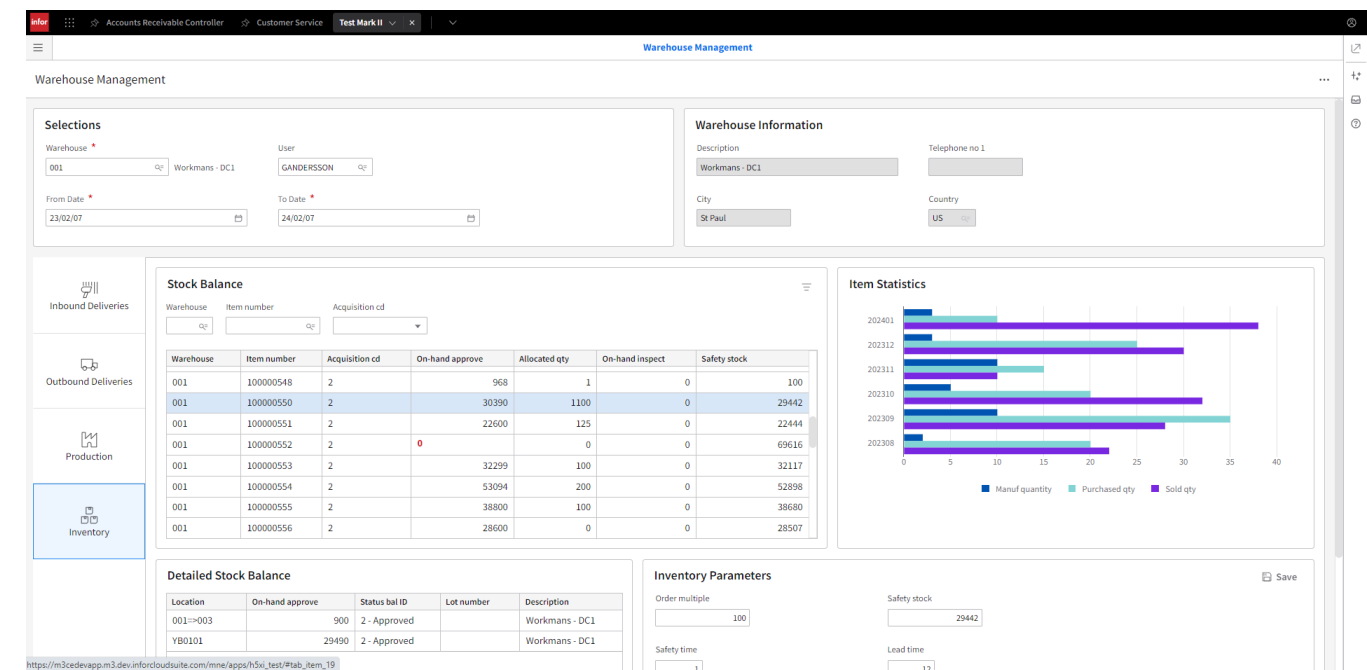 infor Accounts Receivable Controller Customer Service Test Mark II
Warehouse Management
Warehouse Management
Selections
Warehouse * User
001 Workmans - DC1 GANDERSSON
From Date * To Date *
23/02/07 24/02/07
Warehouse Information
Description Telephone no 1
Workmans - DC1
City Country
St Paul US
Inbound Deliveries
Outbound Deliveries
Production
Inventory
Stock Balance
Warehouse Item number Acquisition cd
Warehouse Item number Acquisition cd On-hand approve Allocated qty On-hand inspect Safety stock
001 100000548 2 968 1 0 100
001 100000550 2 30390 1100 0 29442
001 100000551 2 22600 125 0 22444
001 100000552 2 0 0 0 69616
001 100000553 2 32299 100 0 32117
001 100000554 2 53094 200 0 52898
001 100000555 2 38800 100 0 38680
001 100000556 2 28600 0 0 28507
Item Statistics
202401
202312
202311
202310
202309
202308
0 5 10 15 20 25 30 35 40
Manuf quantity Purchased qty Sold qty
Detailed Stock Balance
Location On-hand approve Status bal ID Lot number Description
001=>003 900 2 - Approved Workmans - DC1
YB0101 29490 2 - Approved Workmans - DC1
Inventory Parameters Save
Order multiple Safety stock
100 29442
Safety time Lead time
1 12
https://m3cedevapp.m3.dev.inforcloudsuite.com/mne/apps/h5xi_test/#tab_item_19